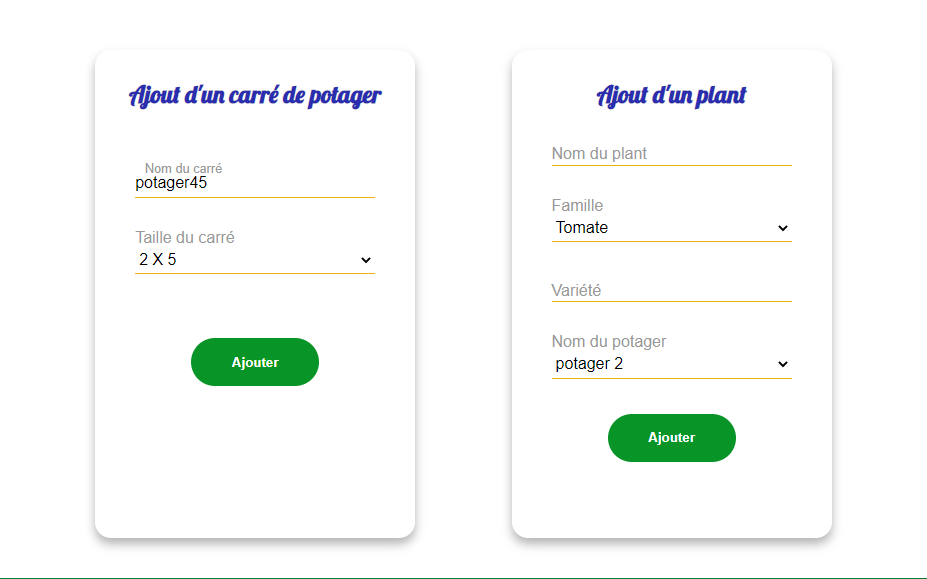 Ajout d'un carré de potager
Nom du carré
potager45
Taille du carré
2 X 5
Ajouter
Ajout d'un plant
Nom du plant
Famille
Tomate
Variété
Nom du potager
potager 2
Ajouter